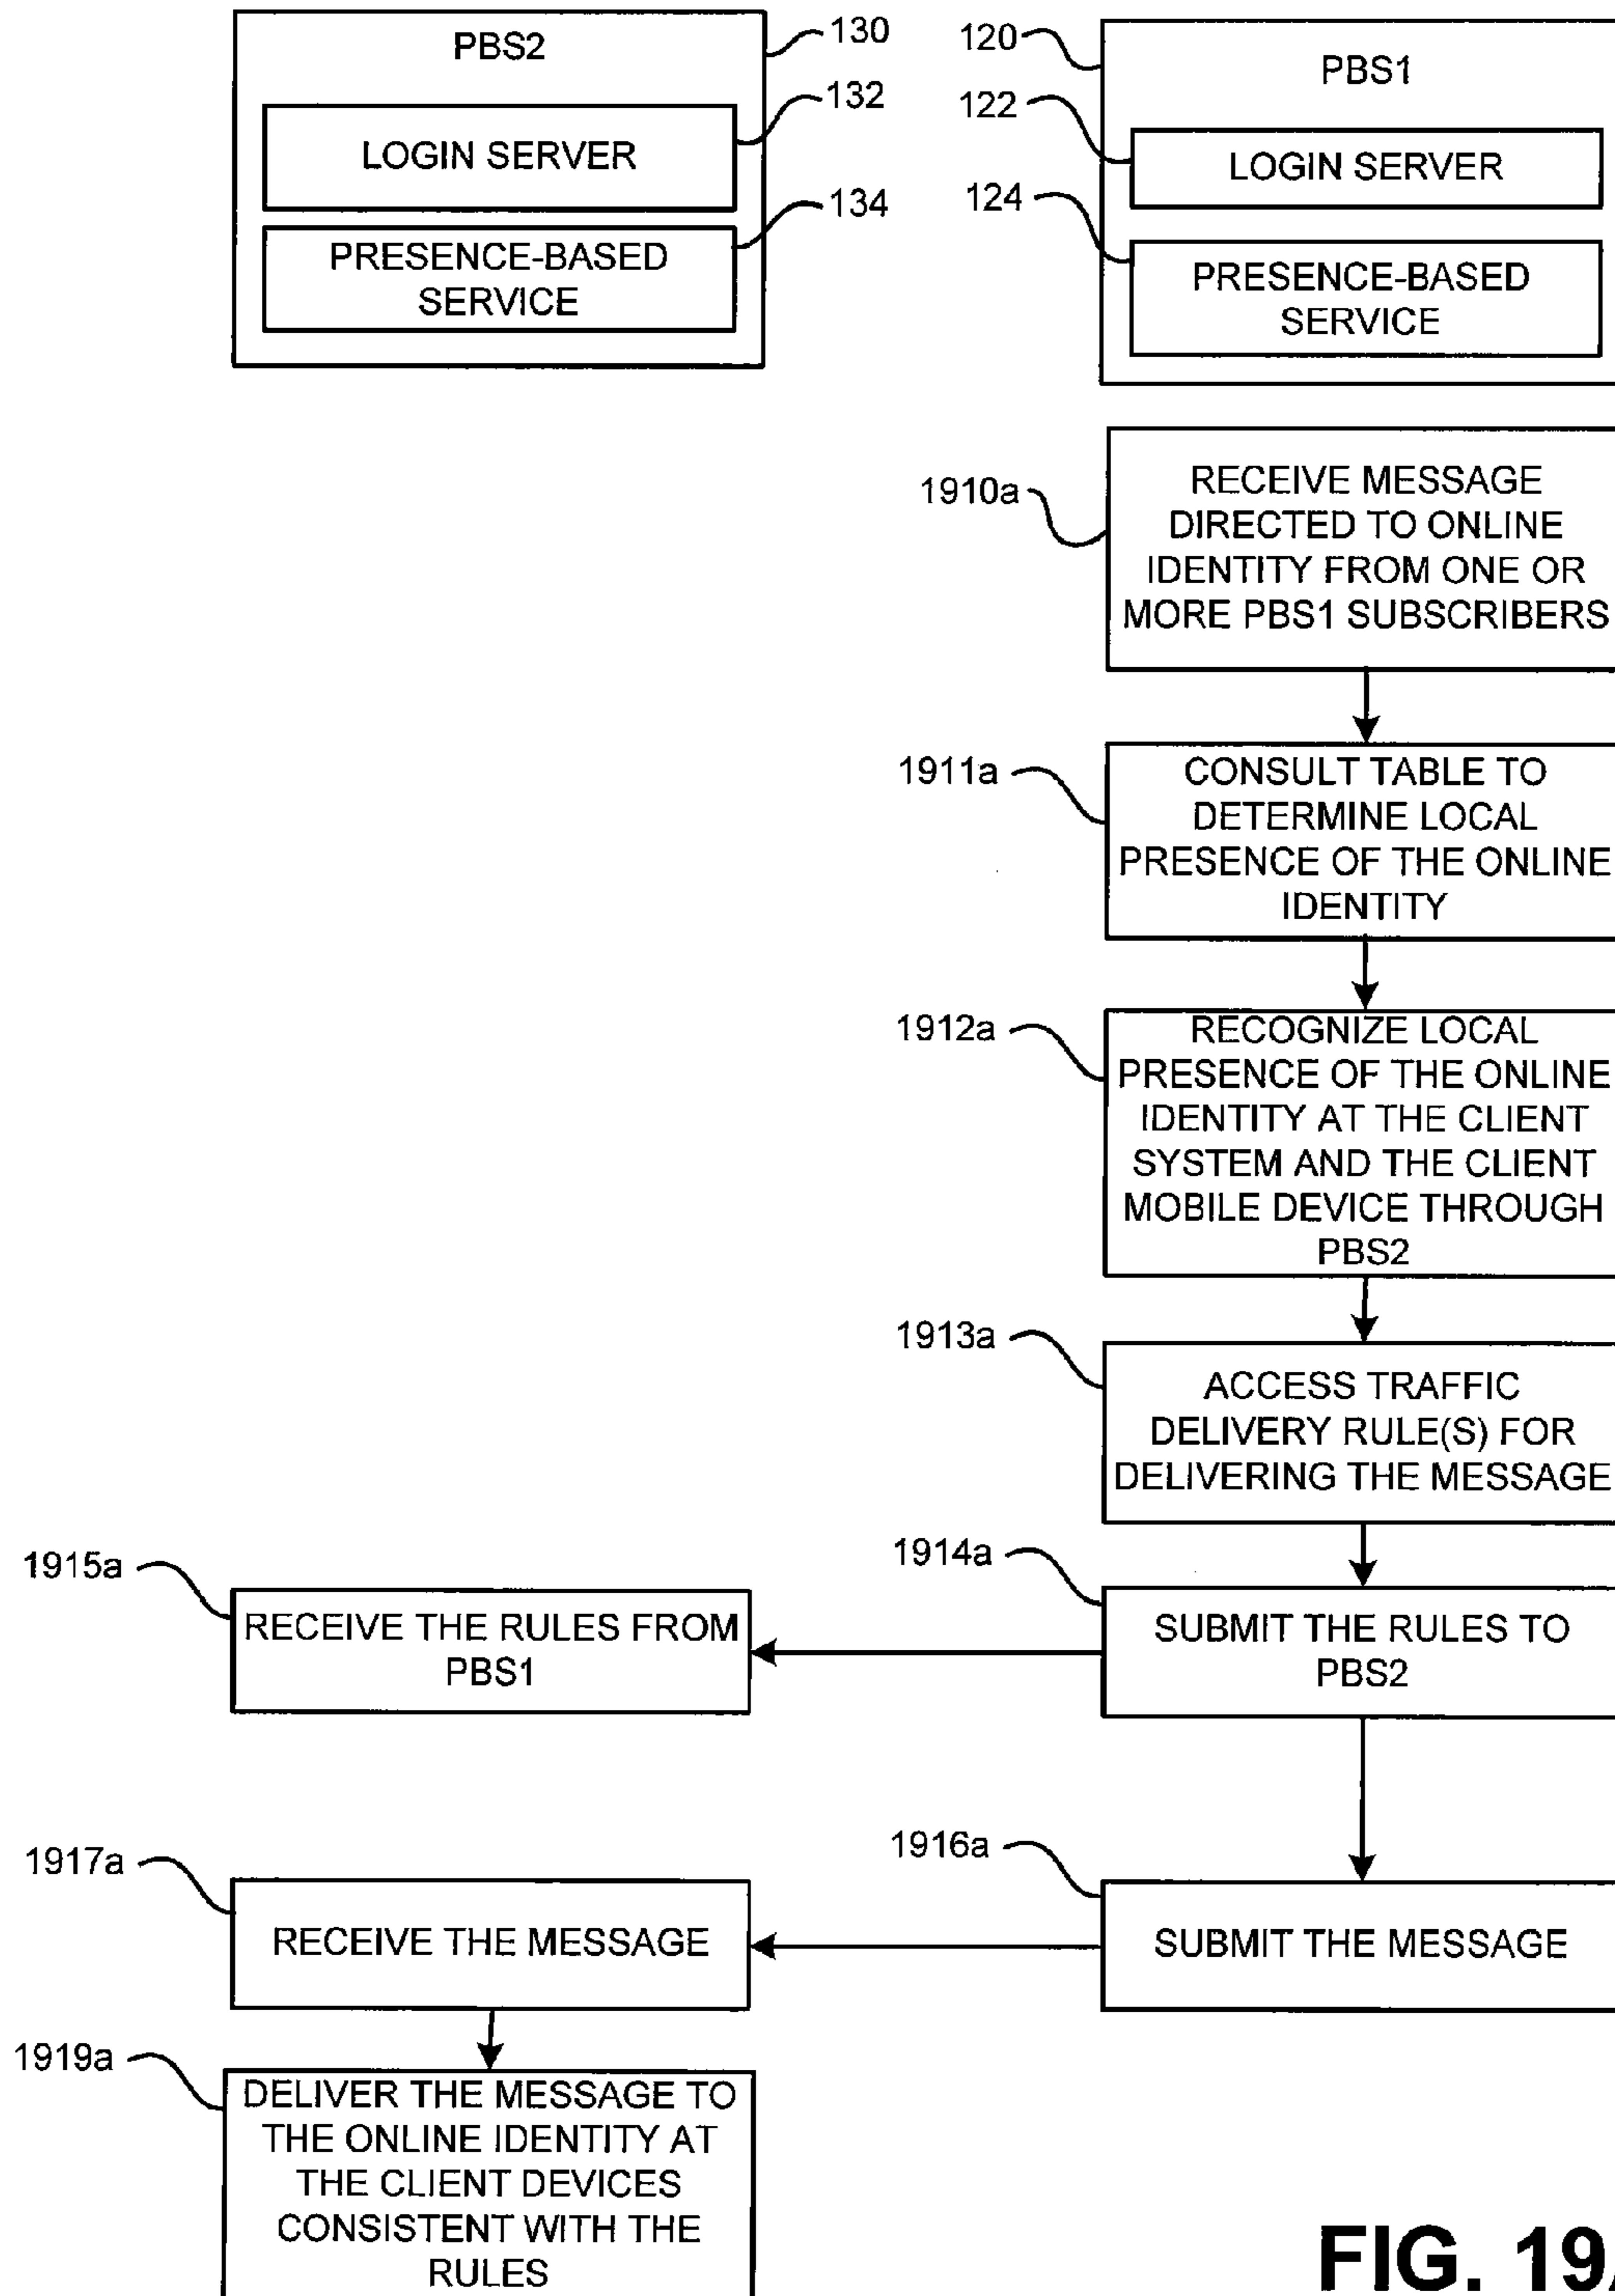 PBS2
130
LOGIN SERVER
132
PRESENCE-BASED
SERVICE
134
120
PBS1
122
LOGIN SERVER
124
PRESENCE-BASED
SERVICE
1910a
RECEIVE MESSAGE
DIRECTED TO ONLINE
IDENTITY FROM ONE OR
MORE PBS1 SUBSCRIBERS
1911a
CONSULT TABLE TO
DETERMINE LOCAL
PRESENCE OF THE ONLINE
IDENTITY
1912a
RECOGNIZE LOCAL
PRESENCE OF THE ONLINE
IDENTITY AT THE CLIENT
SYSTEM AND THE CLIENT
MOBILE DEVICE THROUGH
PBS2
1913a
ACCESS TRAFFIC
DELIVERY RULE(S) FOR
DELIVERING THE MESSAGE
1914a
SUBMIT THE RULES TO
PBS2
1915a
RECEIVE THE RULES FROM
PBS1
1916a
SUBMIT THE MESSAGE
1917a
RECEIVE THE MESSAGE
1919a
DELIVER THE MESSAGE TO
THE ONLINE IDENTITY AT
THE CLIENT DEVICES
CONSISTENT WITH THE
RULES
FIG. 19